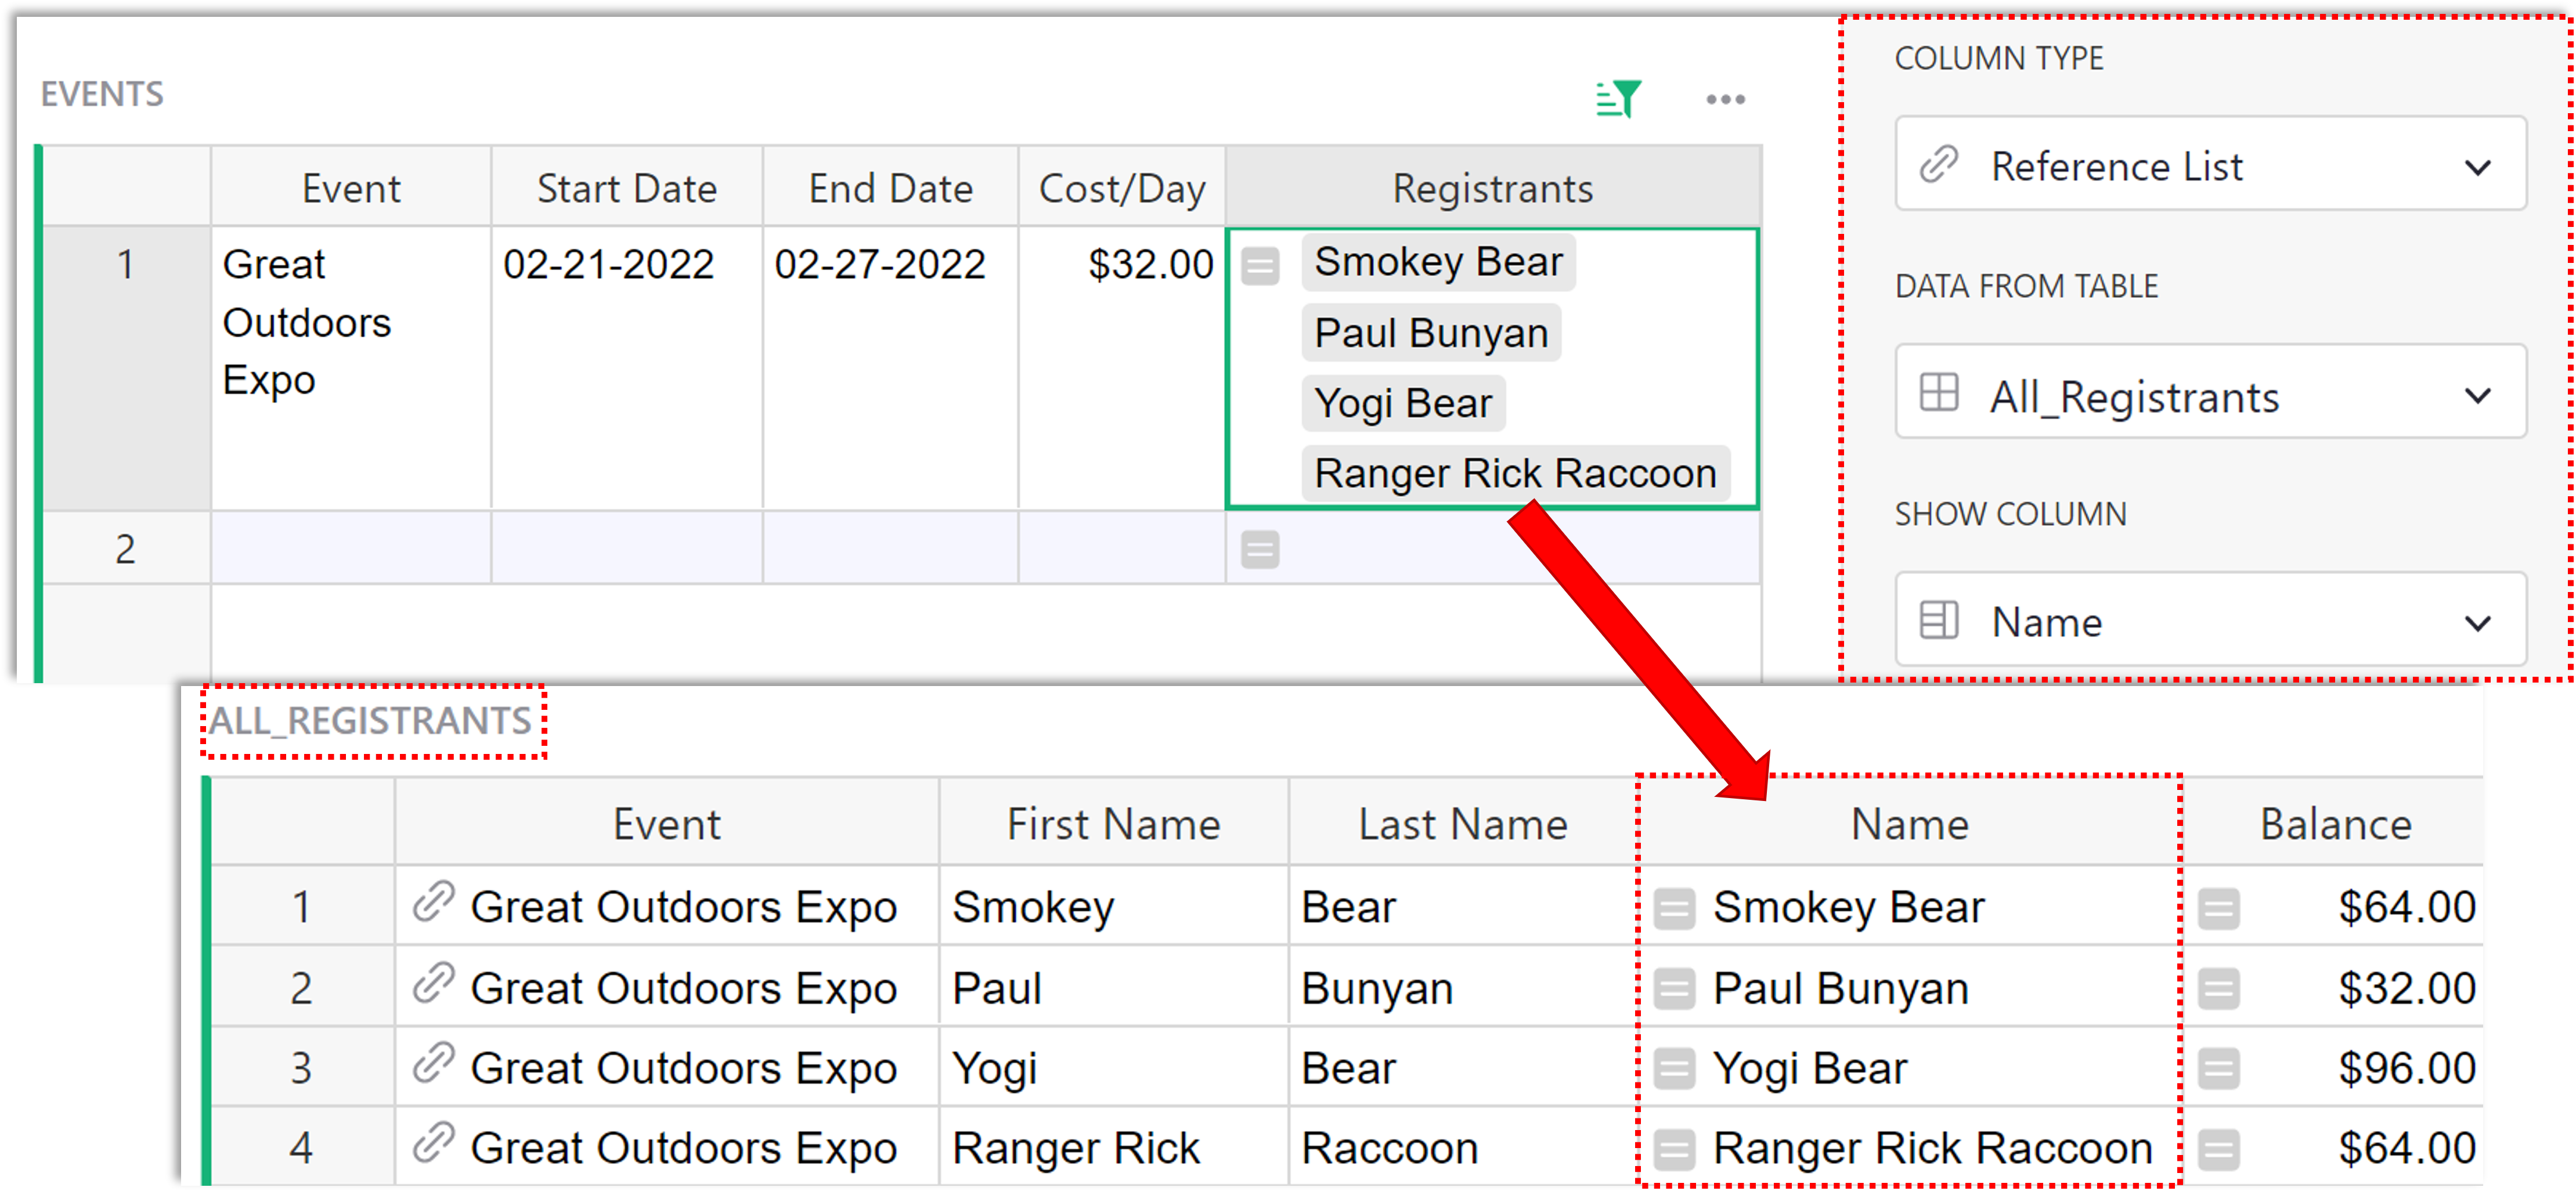 EVENTS
Event Start Date End Date Cost/Day Registrants
1 Great 02-21-2022 02-27-2022 $32.00 Smokey Bear
Outdoors Paul Bunyan
Expo Yogi Bear
Ranger Rick Raccoon
2
COLUMN TYPE
Reference List
DATA FROM TABLE
All_Registrants
SHOW COLUMN
Name
ALL_REGISTRANTS
Event First Name Last Name Name Balance
1 Great Outdoors Expo Smokey Bear Smokey Bear $64.00
2 Great Outdoors Expo Paul Bunyan Paul Bunyan $32.00
3 Great Outdoors Expo Yogi Bear Yogi Bear $96.00
4 Great Outdoors Expo Ranger Rick Raccoon Ranger Rick Raccoon $64.00